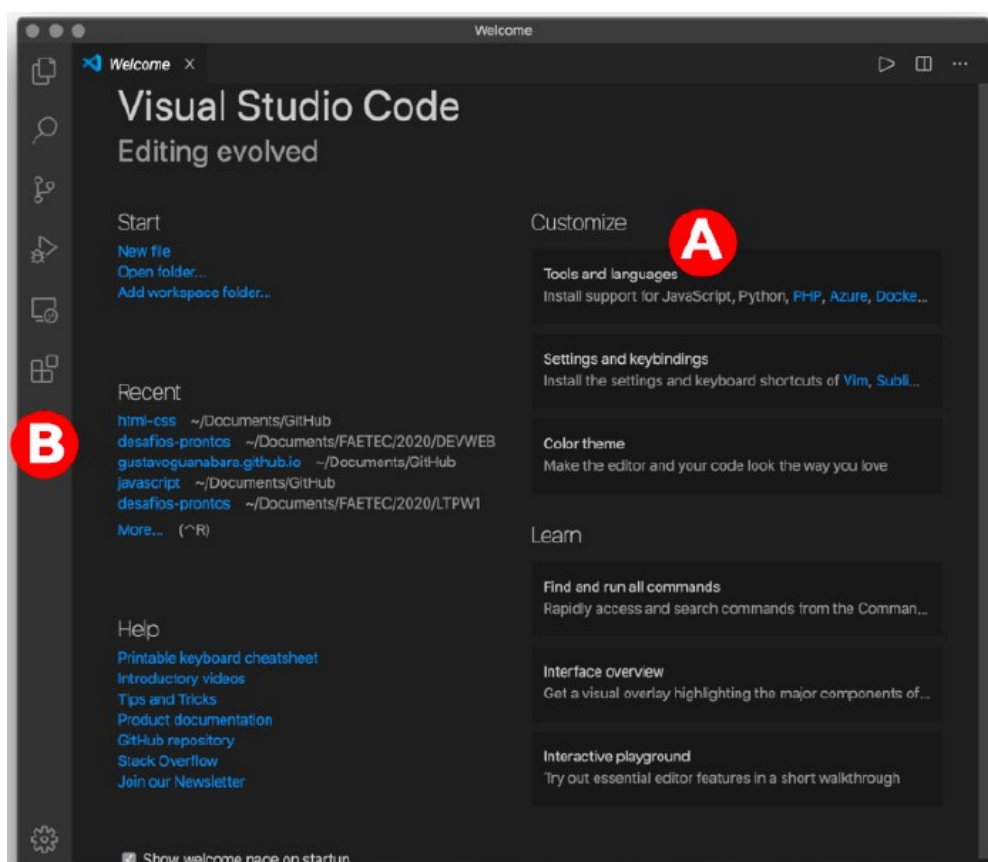 Welcome
Welcome X
Visual Studio Code
Editing evolved
Start
New file
Open folder...
Add workspace folder...
Recent
html-css ~/Documents/GitHub
desafios-prontos ~/Documents/FAETEC/2020/DEVWEB
gustavoguanabara.github.io ~/Documents/GitHub
javascript ~/Documents/GitHub
desafios-prontos ~/Documents/FAETEC/2020/LTPW1
More... (^R)
Help
Printable keyboard cheatsheet
Introductory videos
Tips and Tricks
Product documentation
GitHub repository
Stack Overflow
Join our Newsletter
Show welcome page on startup
B
Customize
A
Tools and languages
Install support for JavaScript, Python, PHP, Azure, Docke...
Settings and keybindings
Install the settings and keyboard shortcuts of Vim, Subli...
Color theme
Make the editor and your code look the way you love
Learn
Find and run all commands
Rapidly access and search commands from the Comman...
Interface overview
Get a visual overlay highlighting the major components of...
Interactive playground
Try out essential editor features in a short walkthrough